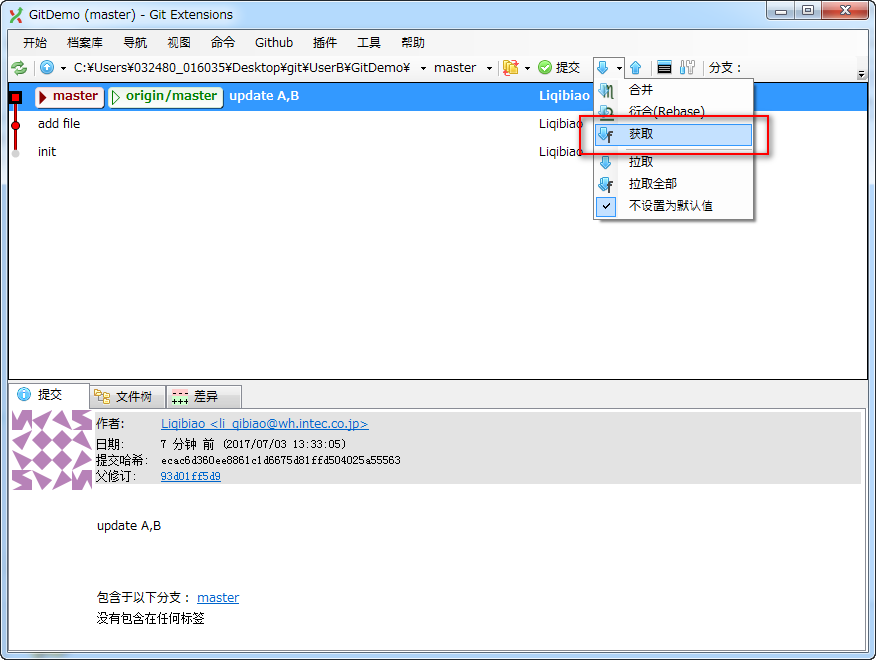 GitDemo (master) - Git Extensions
开始 档案库 导航 视图 命令 Github 插件 工具 帮助
C:¥Users¥032480_016035¥Desktop¥git¥UserB¥GitDemo¥ master 提交 分支：
master origin/master update A,B Liqibiao
add file Liqibiao
init Liqibiao
合并
衍合(Rebase)
获取
拉取
拉取全部
不设置为默认值
提交 文件树 差异
作者： Liqibiao <li_qibiao@wh.intec.co.jp>
日期： 7 分钟 前 (2017/07/03 13:33:05)
提交哈希： ecac6d360ee8861c1d6675d81ffd504025a55563
父修订： 93d01ff5d9
update A,B
包含于以下分支： master
没有包含在任何标签